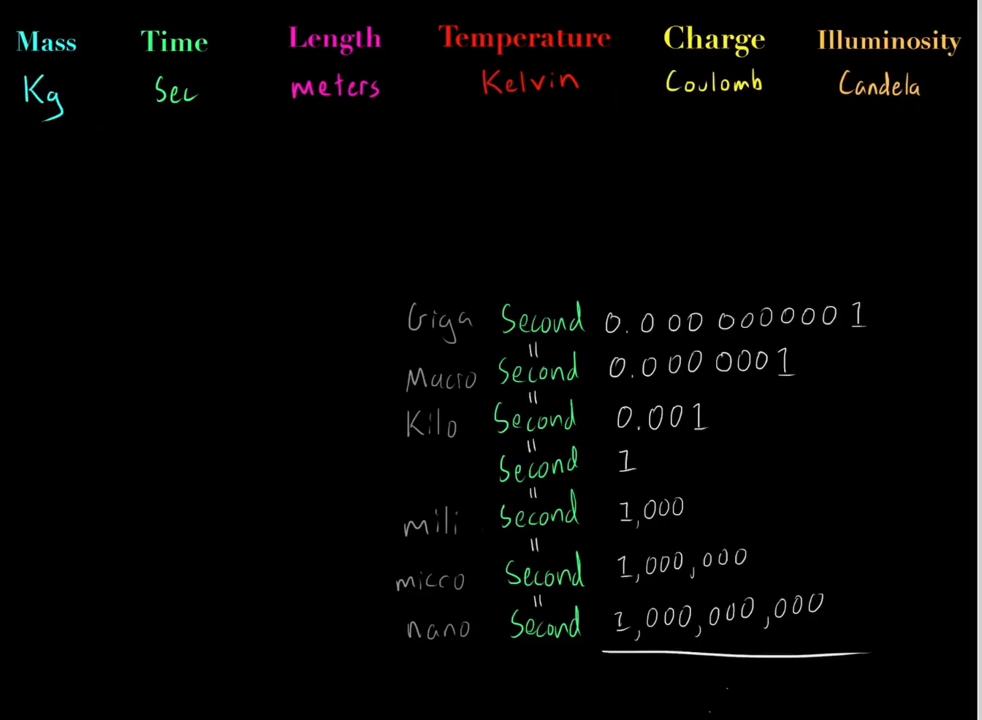 Mass Time Length Temperature Charge Illuminosity
Kg Sec meters Kelvin Coulomb Candela
Giga Second 0.000 000000 1
=
Macro Second 0.000 0001
=
Kilo Second 0.001
=
Second 1
=
mili Second 1,000
=
micro Second 1,000,000
=
nano Second 1,000,000,000